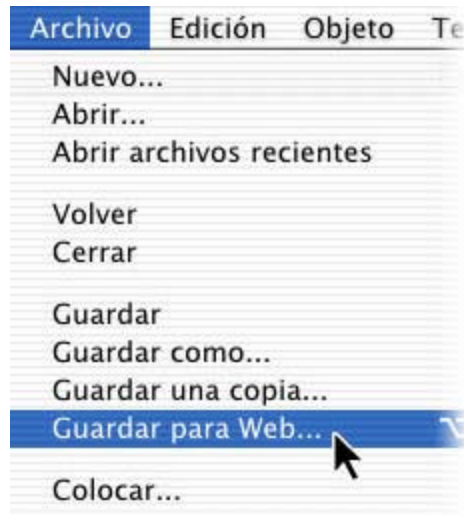 Archivo Edición Objeto
Nuevo...
Abrir...
Abrir archivos recientes
Volver
Cerrar
Guardar
Guardar como...
Guardar una copia...
Guardar para Web...
Colocar...